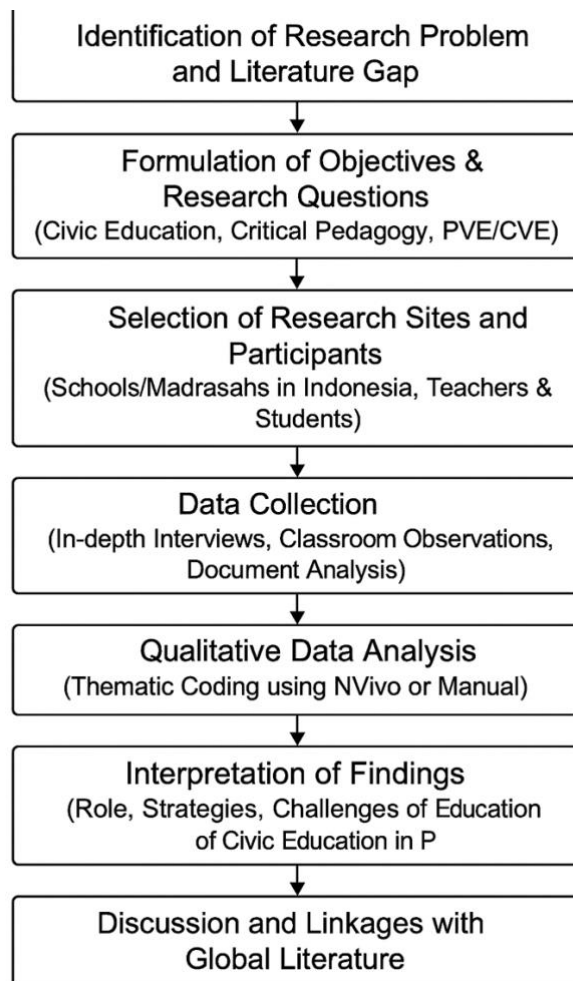 Identification of Research Problem
and Literature Gap
Formulation of Objectives &
Research Questions
(Civic Education, Critical Pedagogy, PVE/CVE)
Selection of Research Sites and
Participants
(Schools/Madrasahs in Indonesia, Teachers &
Students)
Data Collection
(In-depth Interviews, Classroom Observations,
Document Analysis)
Qualitative Data Analysis
(Thematic Coding using NVivo or Manual)
Interpretation of Findings
(Role, Strategies, Challenges of Education
of Civic Education in P
Discussion and Linkages with
Global Literature